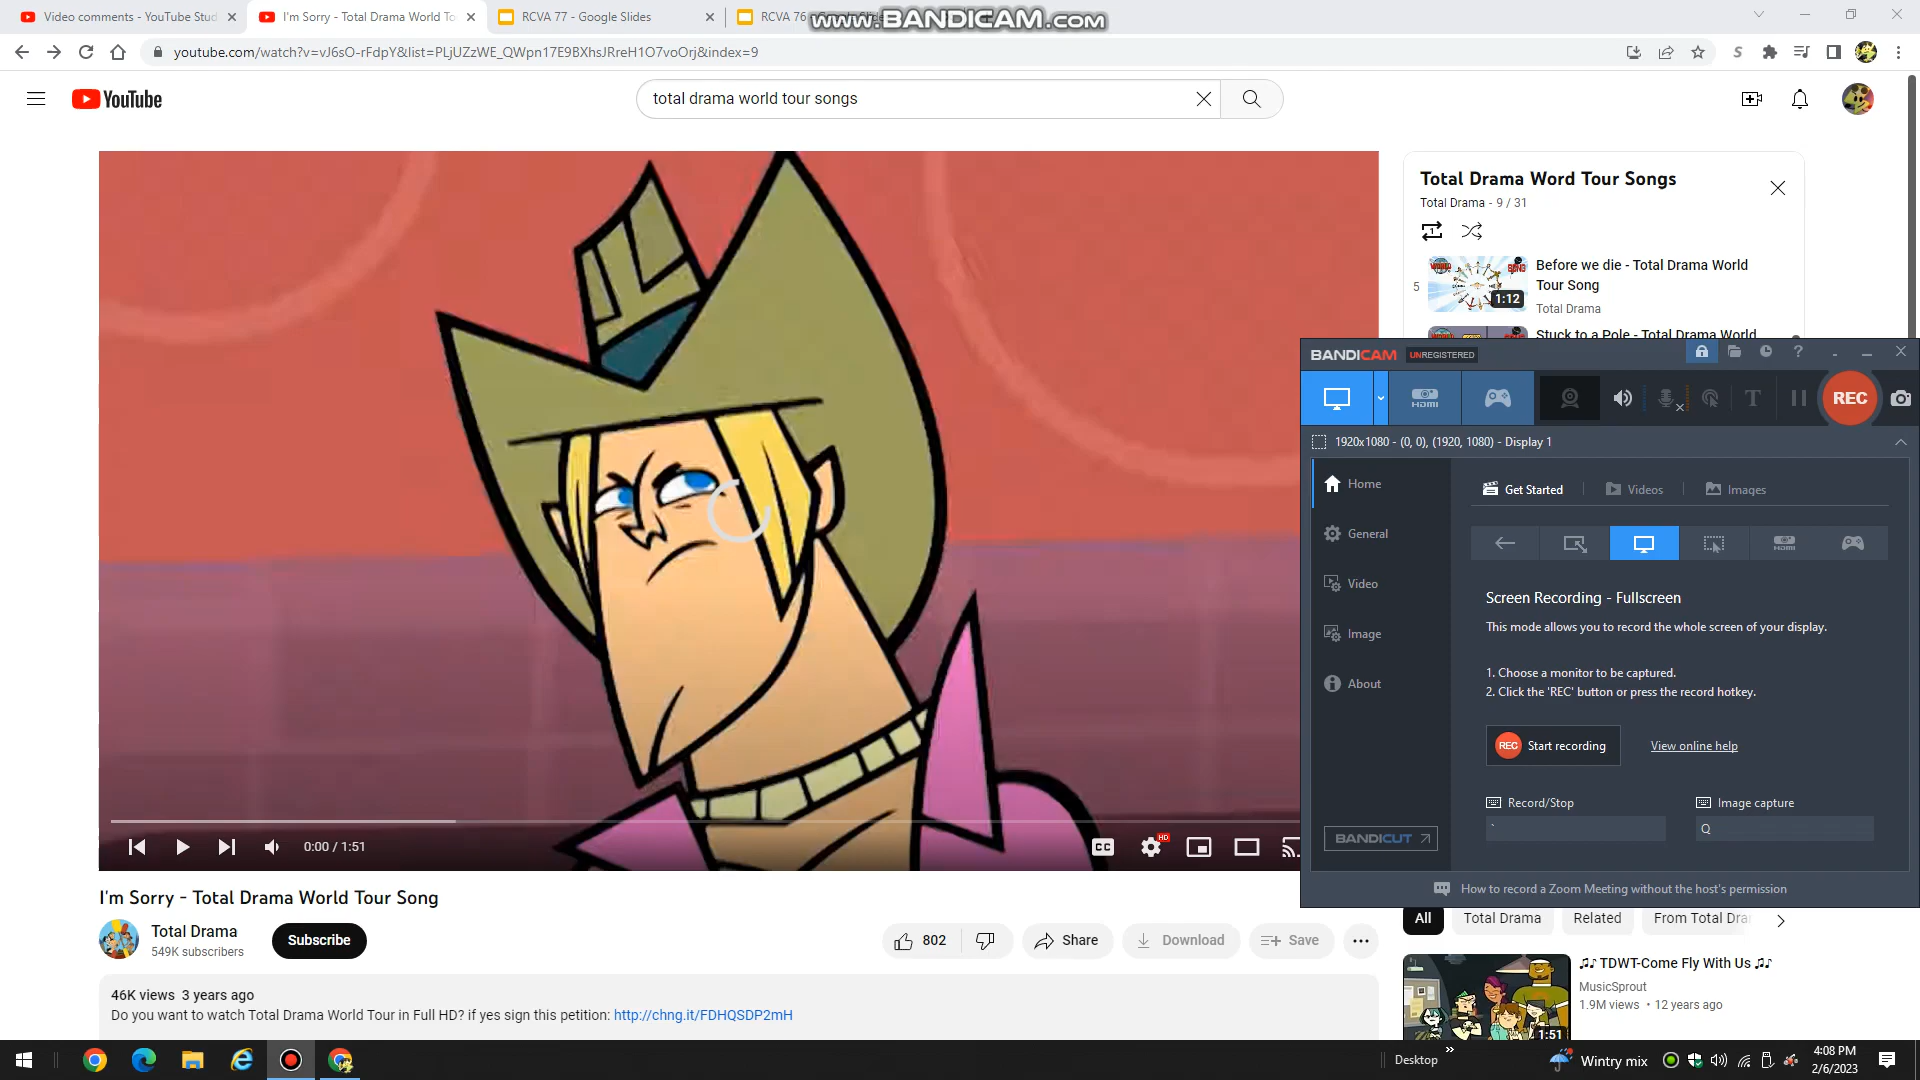 Video comments - YouTube Stud
I'm Sorry - Total Drama World To
RCVA 77 - Google Slides
RCVA 76
www.BANDICAM.com
youtube.com/watch?v=vJ6sO-rFdpY&list=PLjUZzWE_QWpn17E9BXhsJRreH1O7voOrj&index=9
YouTube
total drama world tour songs
Total Drama Word Tour Songs
Total Drama - 9 / 31
5
1:12
Before we die - Total Drama World
Tour Song
Total Drama
Stuck to a Pole - Total Drama World
BANDICAM UNREGISTERED
HDMI
REC
1920x1080 - (0, 0), (1920, 1080) - Display 1
Home
General
Video
Image
About
BANDICUT
Get Started
Videos
Images
HDMI
Screen Recording - Fullscreen
This mode allows you to record the whole screen of your display.
1. Choose a monitor to be captured.
2. Click the 'REC' button or press the record hotkey.
REC Start recording
View online help
Record/Stop
Image capture
`
Q
How to record a Zoom Meeting without the host's permission
0:00 / 1:51
CC
HD
I'm Sorry - Total Drama World Tour Song
Total Drama
549K subscribers
Subscribe
802
Share
Download
Save
46K views 3 years ago
Do you want to watch Total Drama World Tour in Full HD? if yes sign this petition: http://chng.it/FDHQSDP2mH
All
Total Drama
Related
From Total Dra
♫♪ TDWT-Come Fly With Us ♫♪
MusicSprout
1.9M views • 12 years ago
1:51
Desktop
Wintry mix
4:08 PM
2/6/2023